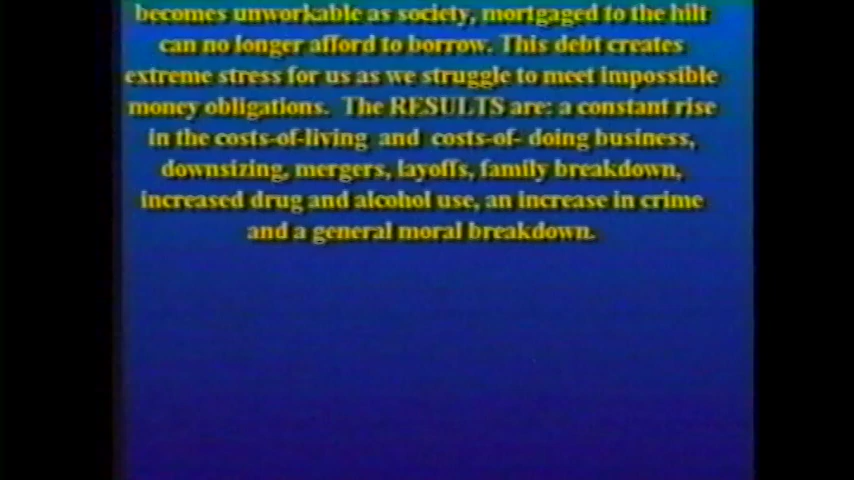 becomes unworkable as society, mortgaged to the hilt
can no longer afford to borrow. This debt creates
extreme stress for us as we struggle to meet impossible
money obligations. The RESULTS are: a constant rise
in the costs-of-living and costs-of- doing business,
downsizing, mergers, layoffs, family breakdown,
increased drug and alcohol use, an increase in crime
and a general moral breakdown.